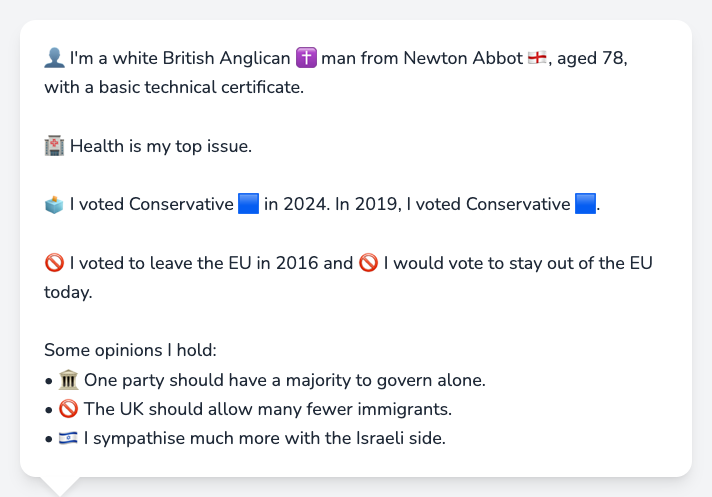 👤 I'm a white British Anglican ✝️ man from Newton Abbot 🏴󠁧󠁢󠁥󠁮󠁧󠁿, aged 78,
with a basic technical certificate.
🏥 Health is my top issue.
🗳️ I voted Conservative 🟦 in 2024. In 2019, I voted Conservative 🟦.
🚫 I voted to leave the EU in 2016 and 🚫 I would vote to stay out of the EU
today.
Some opinions I hold:
• 🏛️ One party should have a majority to govern alone.
• 🚫 The UK should allow many fewer immigrants.
• 🇮🇱 I sympathise much more with the Israeli side.